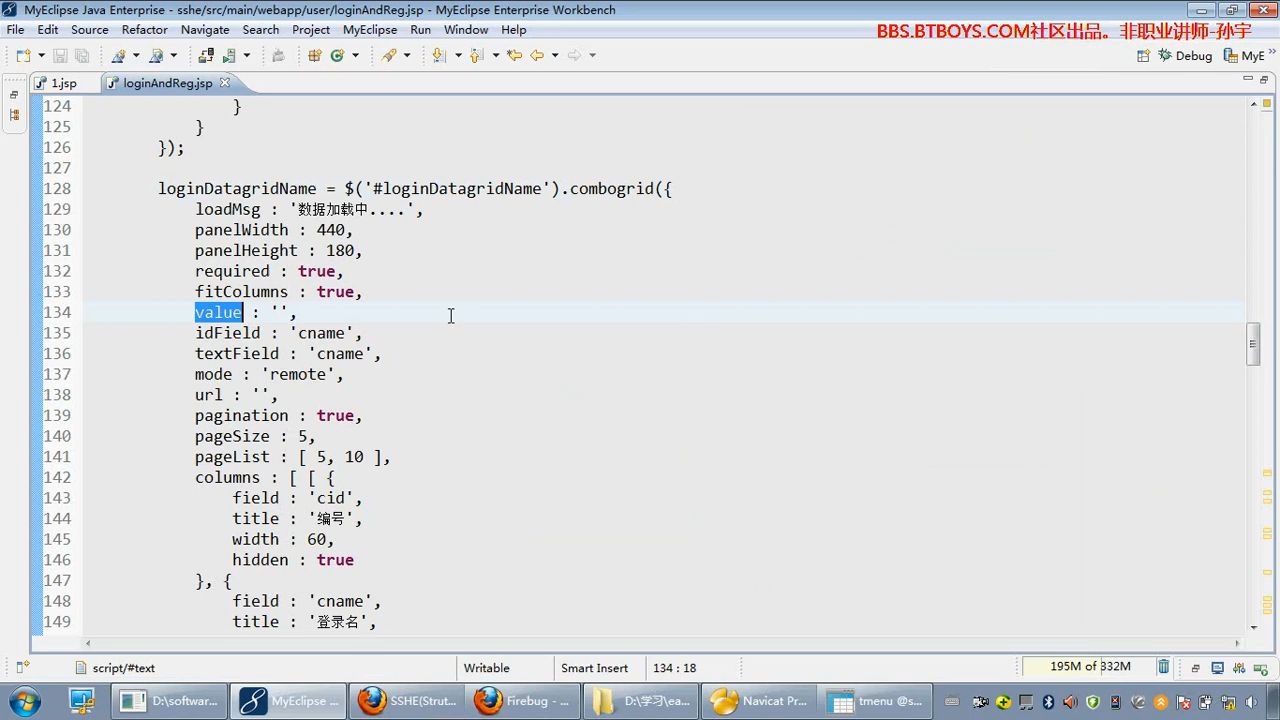 MyEclipse Java Enterprise - sshe/src/main/webapp/user/loginAndReg.jsp - MyEclipse Enterprise Workbench
File Edit Source Refactor Navigate Search Project MyEclipse Run Window Help
BBS.BTBOYS.COM社区出品。非职业讲师-孙宇
Debug MyE
1.jsp loginAndReg.jsp
124 }
125 }
126 });
127
128 loginDatagridName = $('#loginDatagridName').combogrid({
129 loadMsg : '数据加载中....',
130 panelWidth : 440,
131 panelHeight : 180,
132 required : true,
133 fitColumns : true,
134 value : '',
135 idField : 'cname',
136 textField : 'cname',
137 mode : 'remote',
138 url : '',
139 pagination : true,
140 pageSize : 5,
141 pageList : [ 5, 10 ],
142 columns : [ [ {
143 field : 'cid',
144 title : '编号',
145 width : 60,
146 hidden : true
147 }, {
148 field : 'cname',
149 title : '登录名',
script/#text Writable Smart Insert 134 : 18 195M of 332M
D:\softwar... MyEclipse ... SSHE(Strut... Firebug - ... D:\学习\ea... Navicat Pr... tmenu @s...